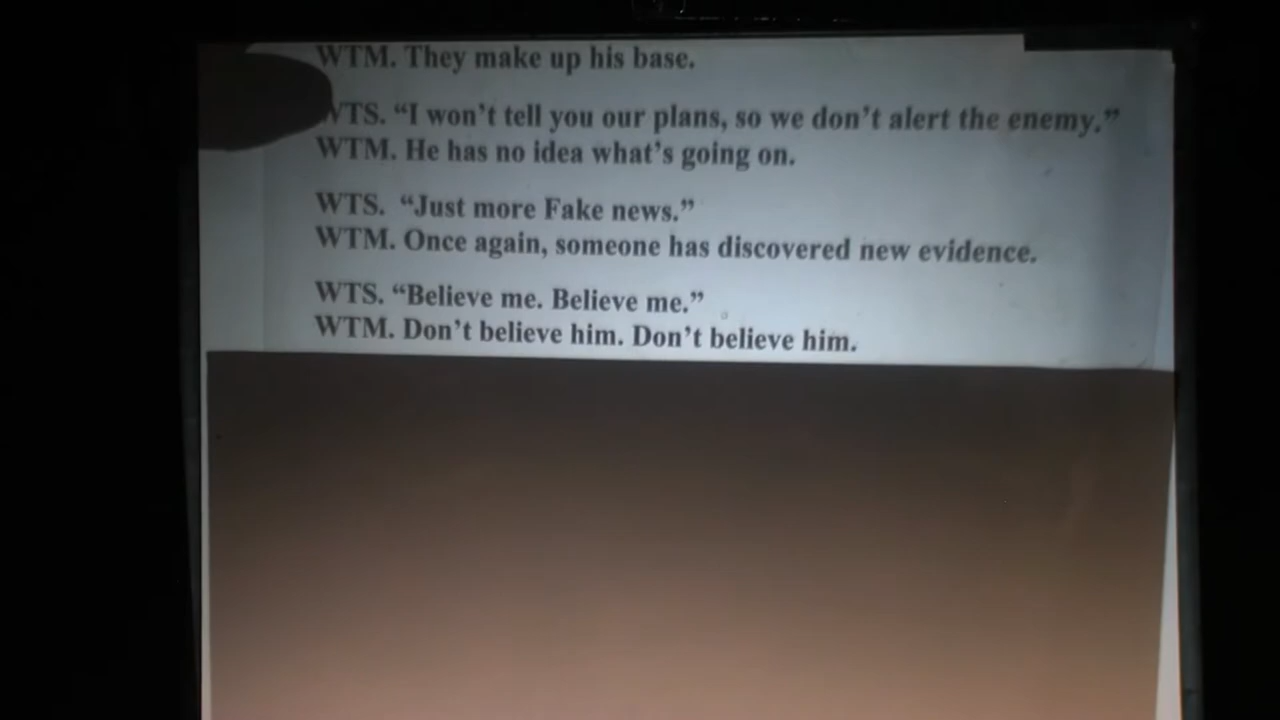 WTM. They make up his base.
WTS. “I won’t tell you our plans, so we don’t alert the enemy.”
WTM. He has no idea what’s going on.
WTS. “Just more Fake news.”
WTM. Once again, someone has discovered new evidence.
WTS. “Believe me. Believe me.”
WTM. Don’t believe him. Don’t believe him.